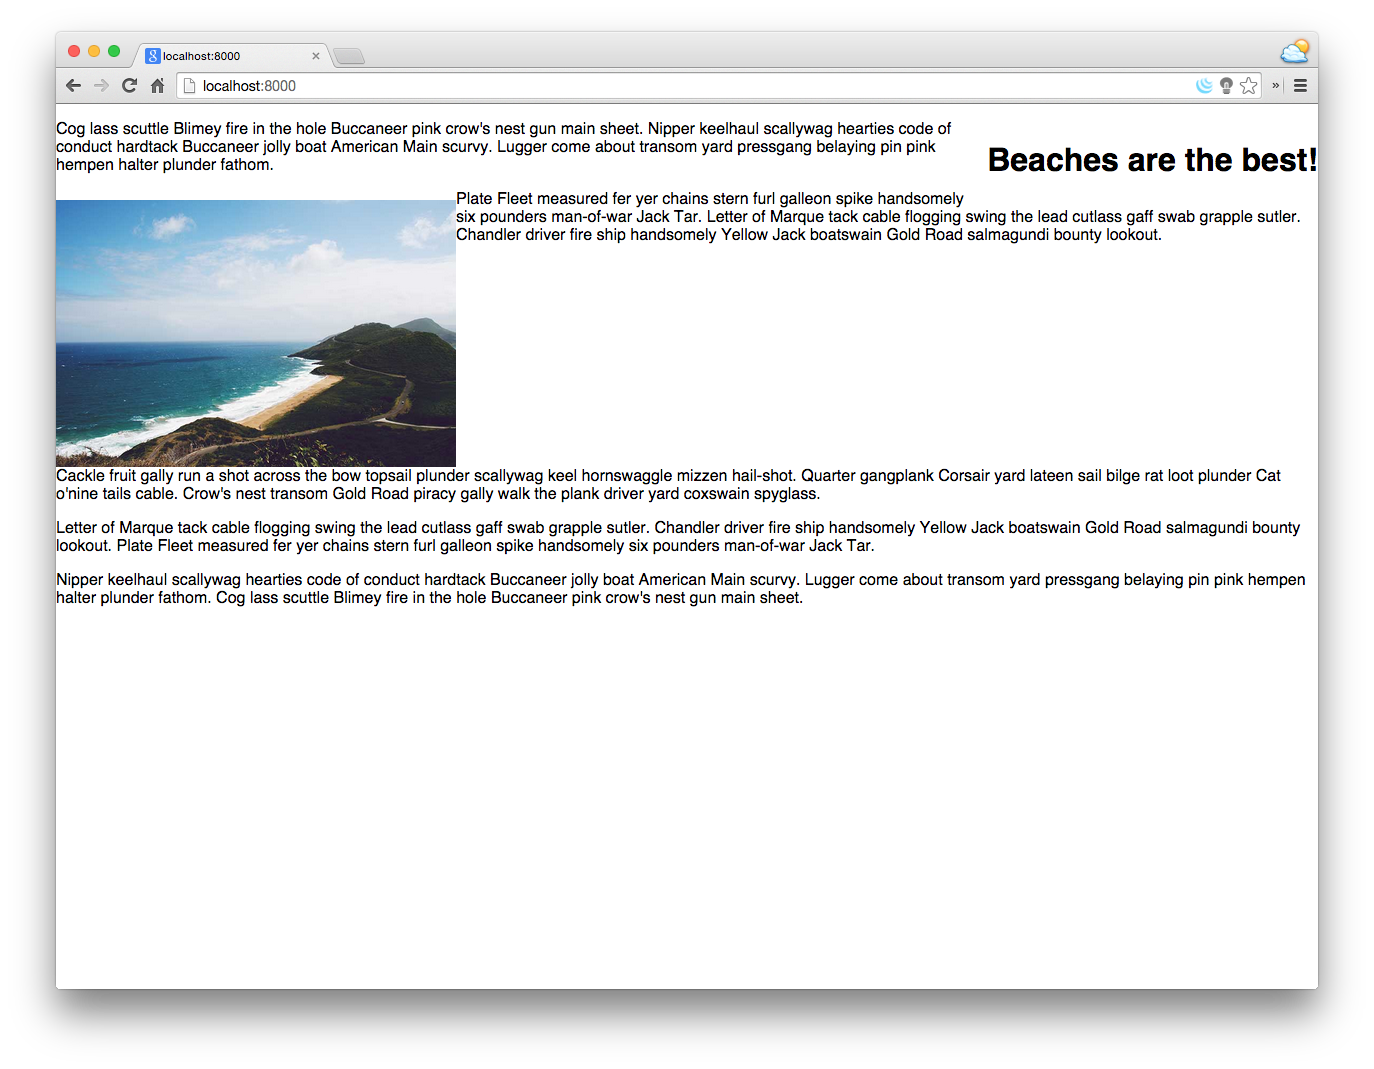 localhost:8000
localhost:8000
Cog lass scuttle Blimey fire in the hole Buccaneer pink crow's nest gun main sheet. Nipper keelhaul scallywag hearties code of
conduct hardtack Buccaneer jolly boat American Main scurvy. Lugger come about transom yard pressgang belaying pin pink
hempen halter plunder fathom.
Beaches are the best!
Plate Fleet measured fer yer chains stern furl galleon spike handsomely
six pounders man-of-war Jack Tar. Letter of Marque tack cable flogging swing the lead cutlass gaff swab grapple sutler.
Chandler driver fire ship handsomely Yellow Jack boatswain Gold Road salmagundi bounty lookout.
Cackle fruit gally run a shot across the bow topsail plunder scallywag keel hornswaggle mizzen hail-shot. Quarter gangplank Corsair yard lateen sail bilge rat loot plunder Cat
o'nine tails cable. Crow's nest transom Gold Road piracy gally walk the plank driver yard coxswain spyglass.
Letter of Marque tack cable flogging swing the lead cutlass gaff swab grapple sutler. Chandler driver fire ship handsomely Yellow Jack boatswain Gold Road salmagundi bounty
lookout. Plate Fleet measured fer yer chains stern furl galleon spike handsomely six pounders man-of-war Jack Tar.
Nipper keelhaul scallywag hearties code of conduct hardtack Buccaneer jolly boat American Main scurvy. Lugger come about transom yard pressgang belaying pin pink hempen
halter plunder fathom. Cog lass scuttle Blimey fire in the hole Buccaneer pink crow's nest gun main sheet.